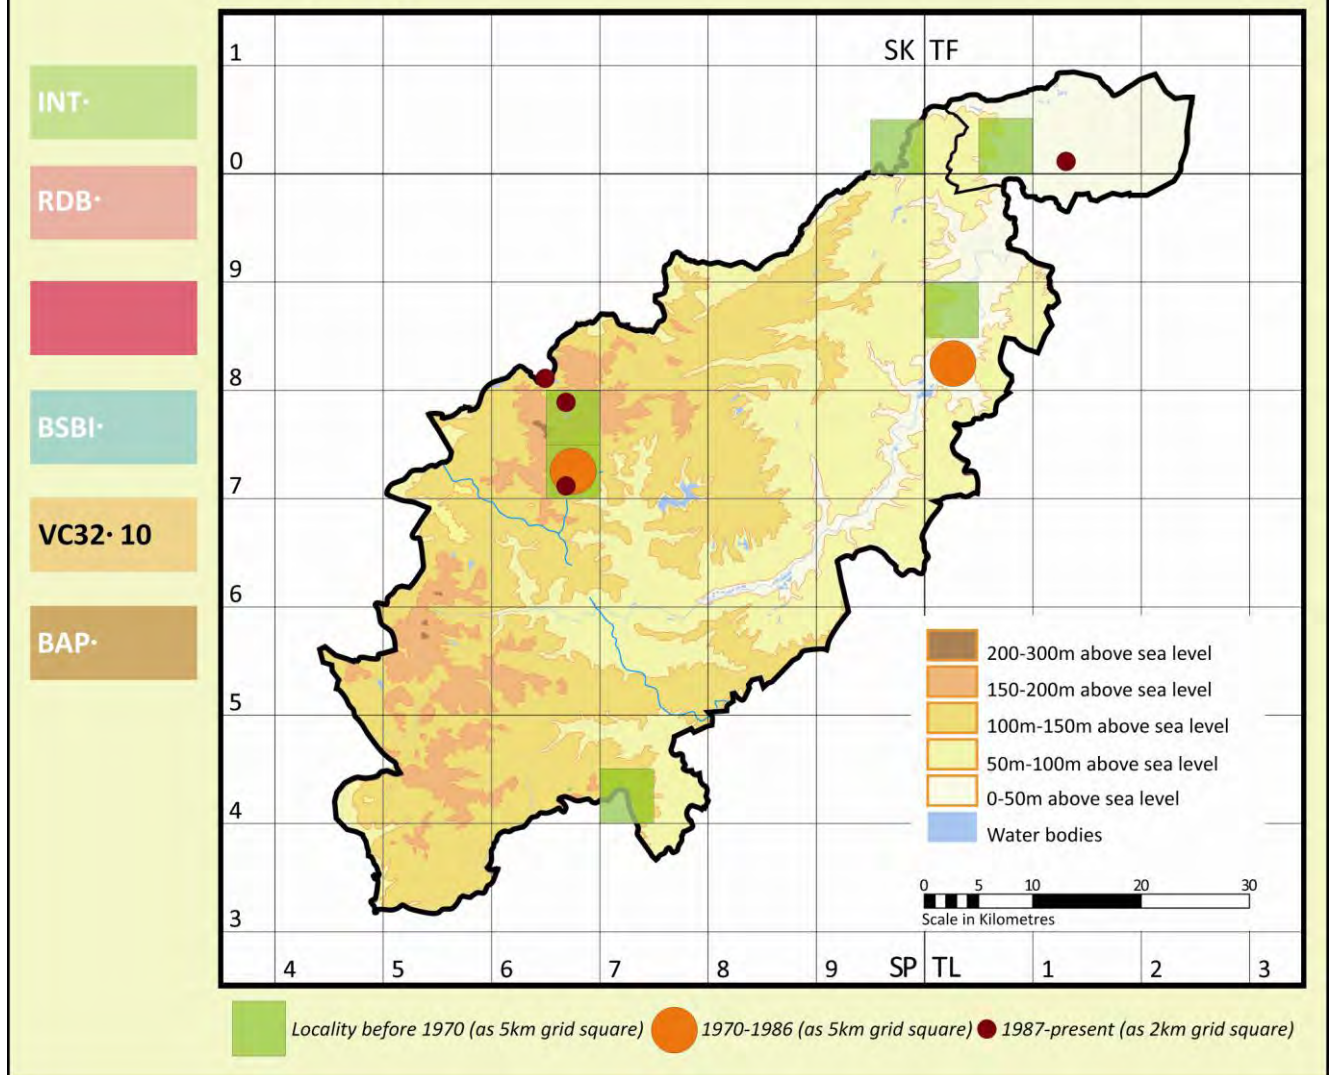 INT·
RDB·
BSBI·
VC32· 10
BAP·
SK TF
1
0
9
8
7
6
5
4
3
200-300m above sea level
150-200m above sea level
100m-150m above sea level
50m-100m above sea level
0-50m above sea level
Water bodies
0 5 10 20 30
Scale in Kilometres
4 5 6 7 8 9 SP TL 1 2 3
Locality before 1970 (as 5km grid square) 1970-1986 (as 5km grid square) 1987-present (as 2km grid square)